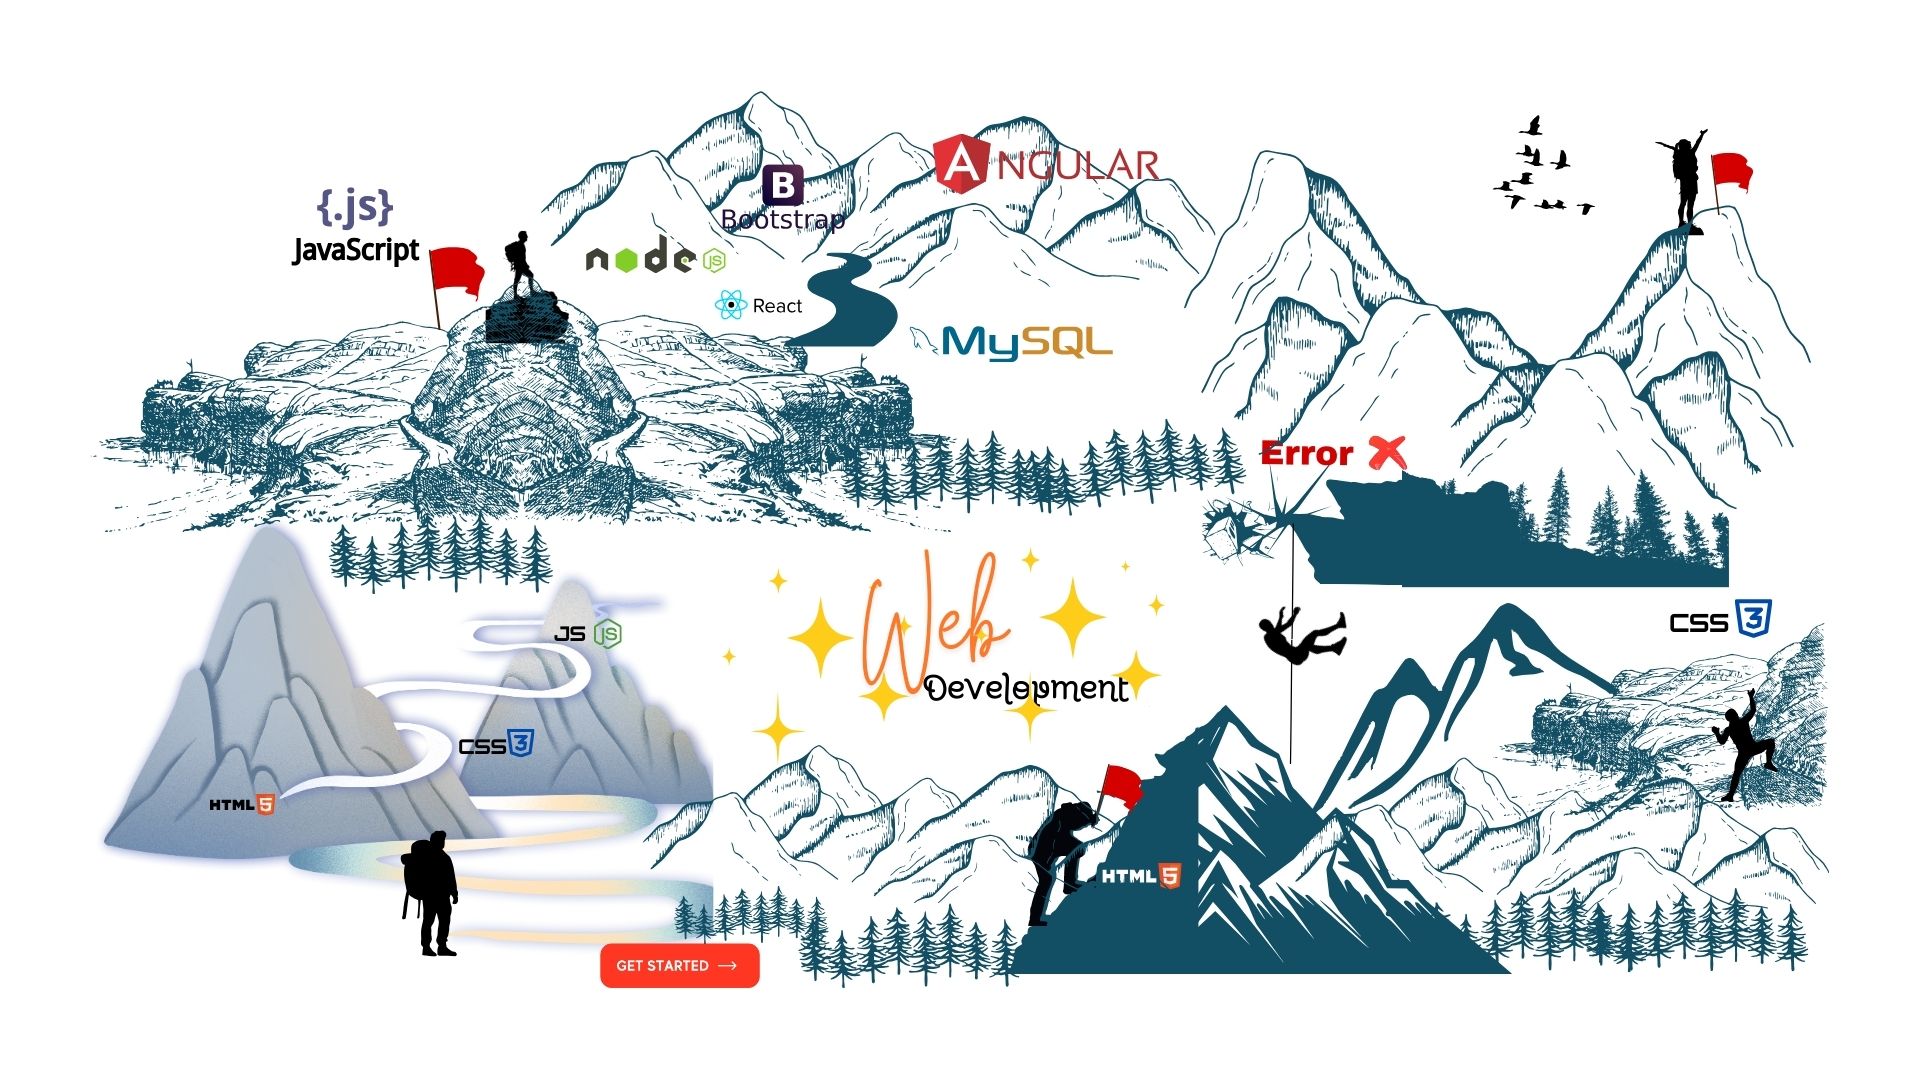 {.js}
JavaScript
B
Bootstrap
ANGULAR
node JS
React
MySQL
Error
JS JS
CSS 3
HTML 5
Web
Development
CSS 3
HTML 5
GET STARTED →